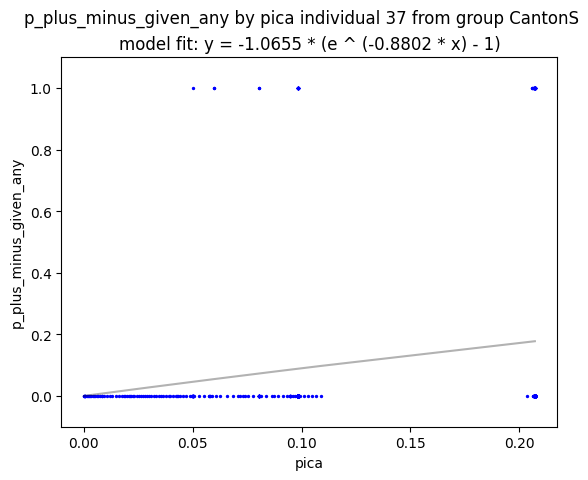 p_plus_minus_given_any by pica individual 37 from group CantonS
model fit: y = -1.0655 * (e ^ (-0.8802 * x) - 1)
1.0
0.8
0.6
0.4
0.2
0.0
p_plus_minus_given_any
0.00 0.05 0.10 0.15 0.20
pica